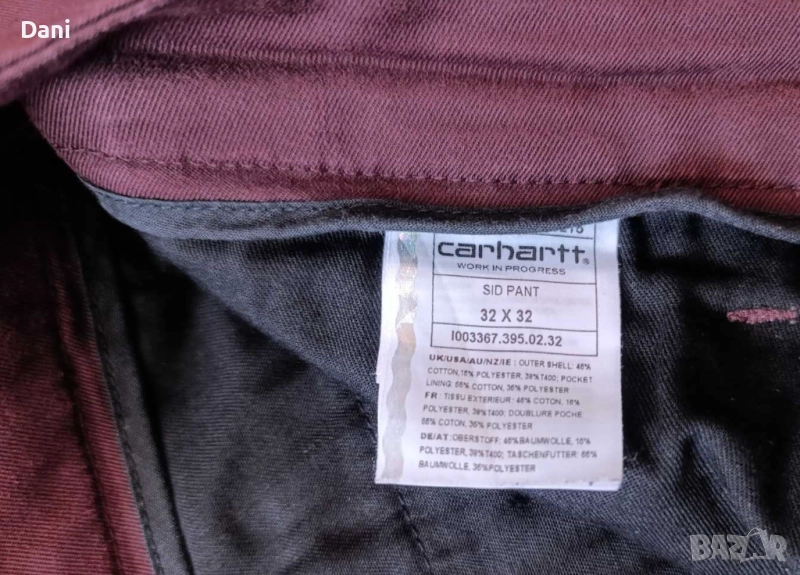 Dani
carhartt®
WORK IN PROGRESS
SID PANT
32 X 32
I003367.395.02.32
UK/USA/AU/NZ/IE : OUTER SHELL: 46%
COTTON,16% POLYESTER, 38%T400; POCKET
LINING: 65% COTTON, 35% POLYESTER
FR: TISSU EXTERIEUR: 46% COTON, 16%
POLYESTER, 38%T400; DOUBLURE POCHE
65% COTON, 35% POLYESTER
DE/AT:OBERSTOFF: 46%BAUMWOLLE, 16%
POLYESTER, 38%T400; TASCHENFUTTER: 65%
BAUMWOLLE, 35%POLYESTER
BAZAR